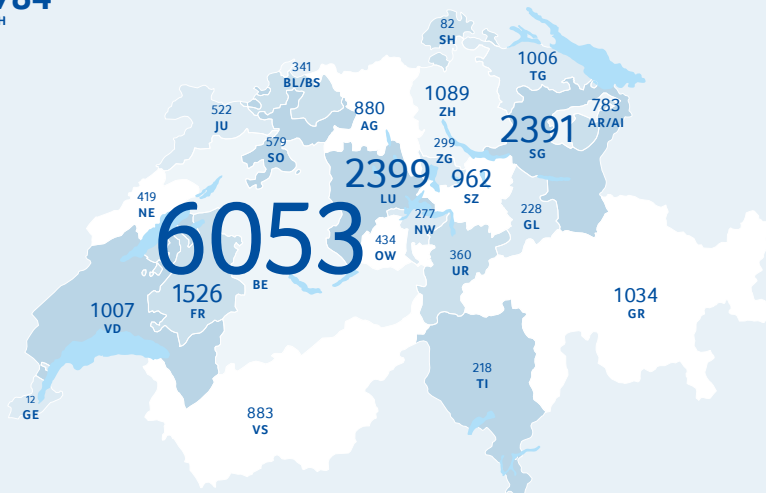 82
SH
341
BL/BS
1006
TG
1089
ZH
880
AG
783
AR/AI
522
JU
2391
SG
579
SO
299
ZG
2399
LU
962
SZ
419
NE
277
NW
228
GL
6053
BE
434
OW
360
UR
1526
FR
1007
VD
1034
GR
218
TI
12
GE
883
VS